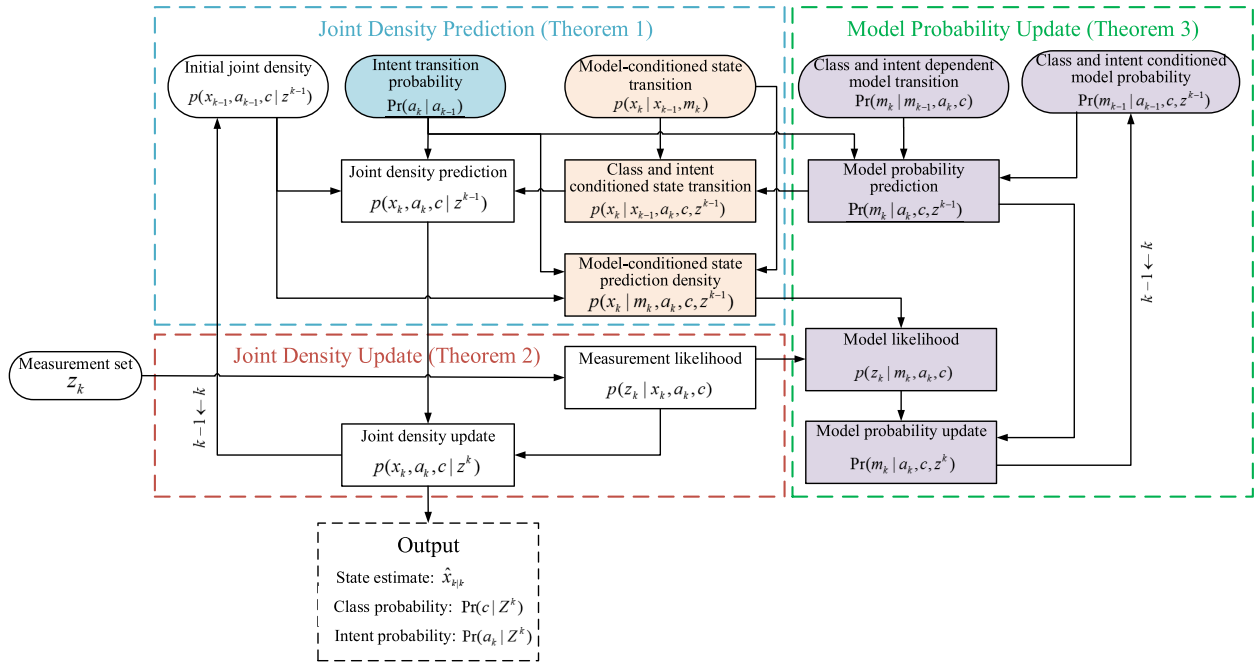 Joint Density Prediction (Theorem 1)
Model Probability Update (Theorem 3)
Initial joint density
p(x_{k-1}, a_{k-1}, c | z^{k-1})
Intent transition
probability
Pr(a_k | a_{k-1})
Model-conditioned state
transition
p(x_k | x_{k-1}, m_k)
Class and intent dependent
model transition
Pr(m_k | m_{k-1}, a_k, c)
Class and intent conditioned
model probability
Pr(m_{k-1} | a_{k-1}, c, z^{k-1})
Joint density prediction
p(x_k, a_k, c | z^{k-1})
Class and intent
conditioned state transition
p(x_k | x_{k-1}, a_k, c, z^{k-1})
Model probability
prediction
Pr(m_k | a_k, c, z^{k-1})
Model-conditioned state
prediction density
p(x_k | m_k, a_k, c, z^{k-1})
k-1←k
Joint Density Update (Theorem 2)
Measurement set
z_k
Measurement likelihood
p(z_k | x_k, a_k, c)
Model likelihood
p(z_k | m_k, a_k, c)
k-1←k
Joint density update
p(x_k, a_k, c | z^k)
Model probability update
Pr(m_k | a_k, c, z^k)
Output
State estimate: x̂_{k|k}
Class probability: Pr(c | Z^k)
Intent probability: Pr(a_k | Z^k)